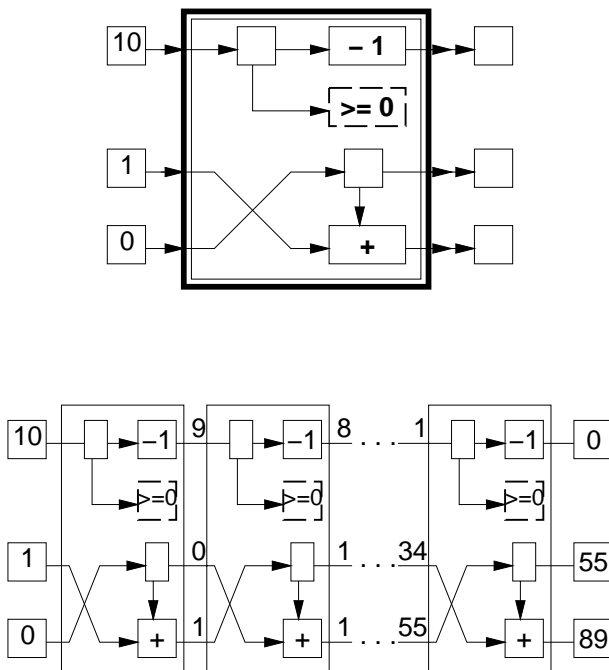 10 – 1
>= 0
1
0 +
10 –1 9 –1 8 . . . 1 –1 0
>=0 >=0 >=0
1 0 1 . . . 34 55
0 + 1 + 1 . . . 55 + 89